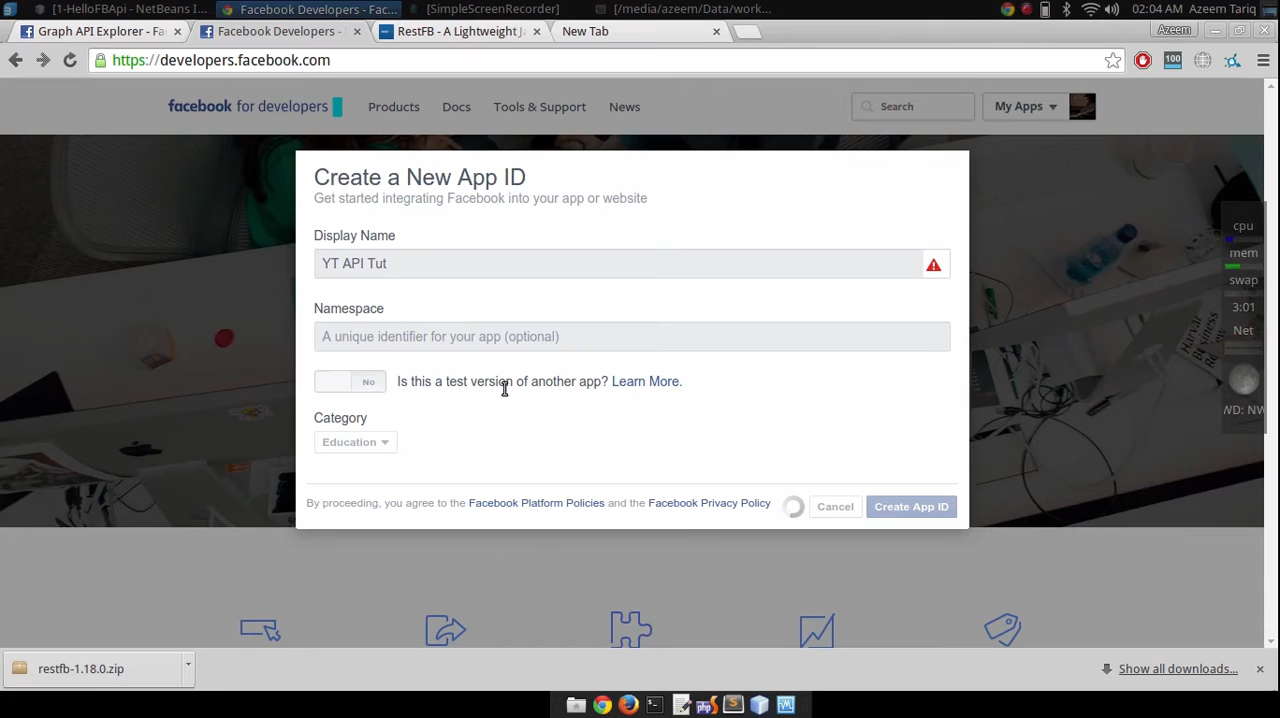 [1-HelloFBApi - NetBeans I...
Facebook Developers - Fac...
[SimpleScreenRecorder]
[/media/azeem/Data/work...
02:04 AM Azeem Tariq
Graph API Explorer - Fa
Facebook Developers -
RestFB - A Lightweight J
New Tab
Azeem
https://developers.facebook.com
100
facebook for developers
Products
Docs
Tools & Support
News
Search
My Apps
Create a New App ID
Get started integrating Facebook into your app or website
Display Name
YT API Tut
Namespace
A unique identifier for your app (optional)
No
Is this a test version of another app? Learn More.
Category
Education
By proceeding, you agree to the Facebook Platform Policies and the Facebook Privacy Policy
Cancel
Create App ID
cpu
mem
swap
3:01
Net
WD: NW
Harvard
Business
restfb-1.18.0.zip
Show all downloads...